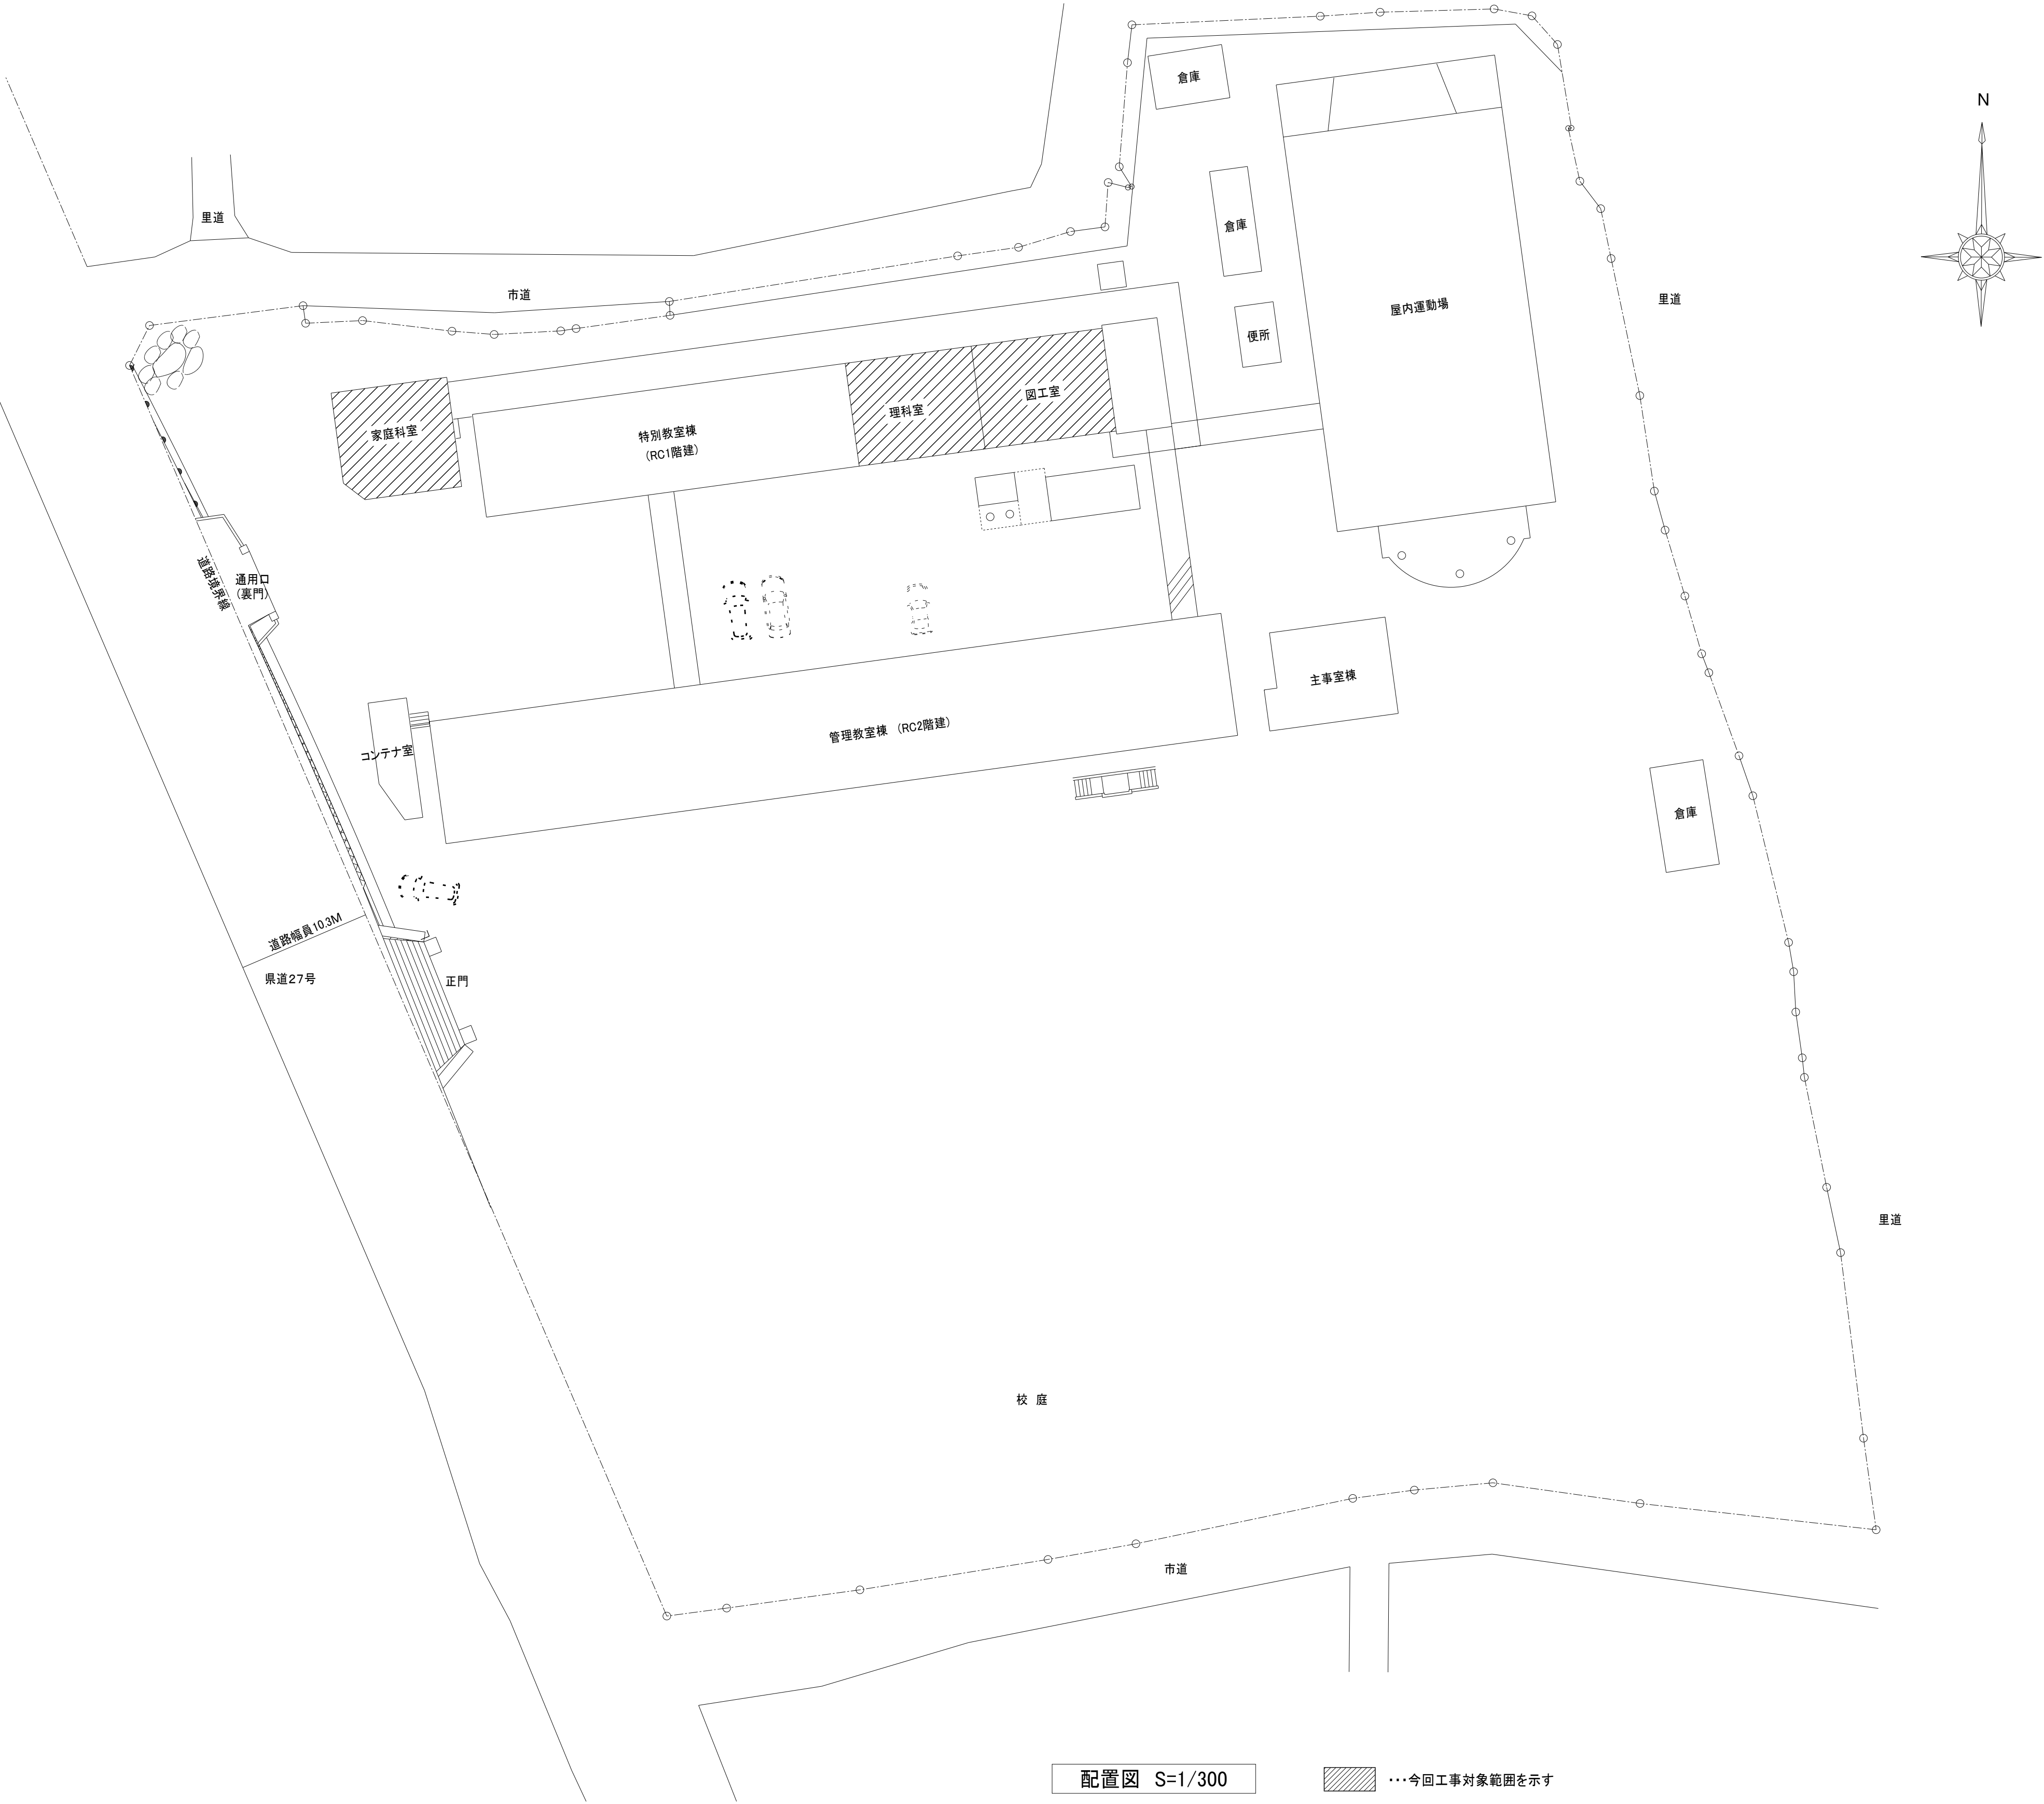 N
倉庫
里道
倉庫
市道
里道
屋内運動場
便所
図工室
理科室
家庭科室
特別教室棟
（RC1階建）
道路境界線
通用口
（裏門）
主事室棟
管理教室棟 （RC2階建）
コンテナ室
倉庫
道路幅員10.3M
県道27号
正門
里道
校 庭
市道
配置図 S=1/300
・・・今回工事対象範囲を示す